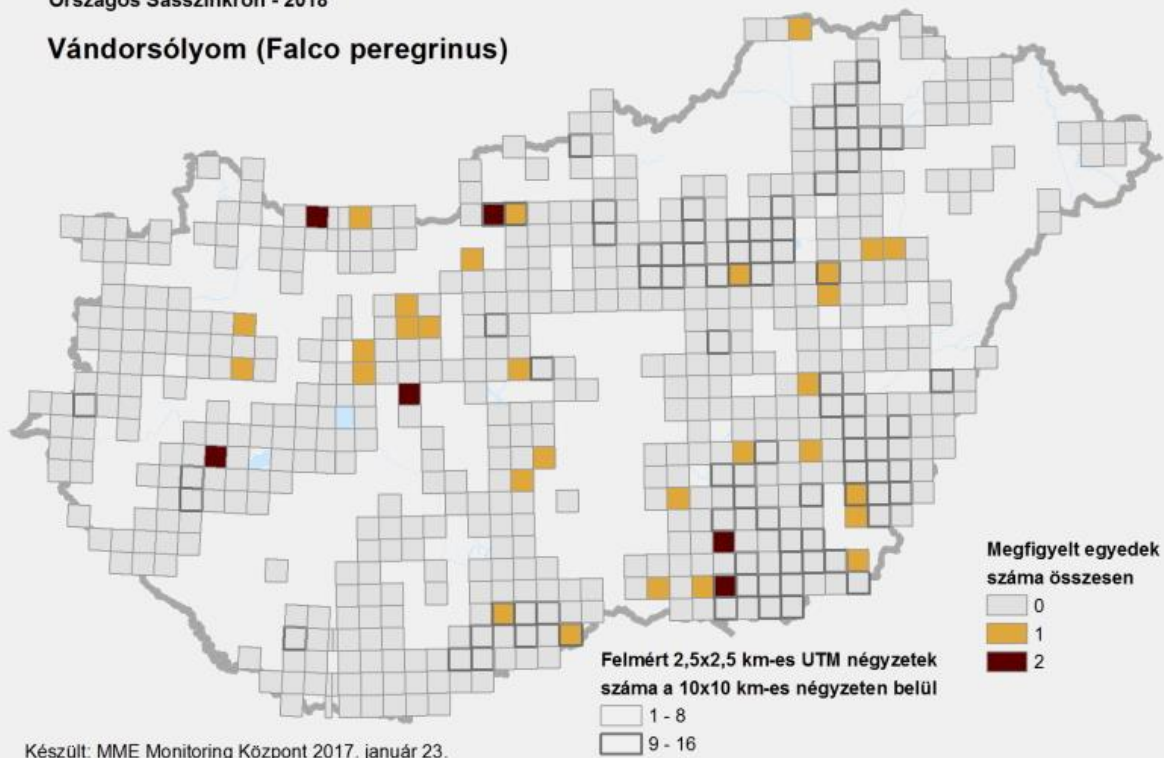 Országos Sasszinkron - 2018
Vándorsólyom (Falco peregrinus)
Megfigyelt egyedek
száma összesen
0
1
2
Felmért 2,5x2,5 km-es UTM négyzetek
száma a 10x10 km-es négyzeten belül
1 - 8
9 - 16
Készült: MME Monitoring Központ 2017. január 23.